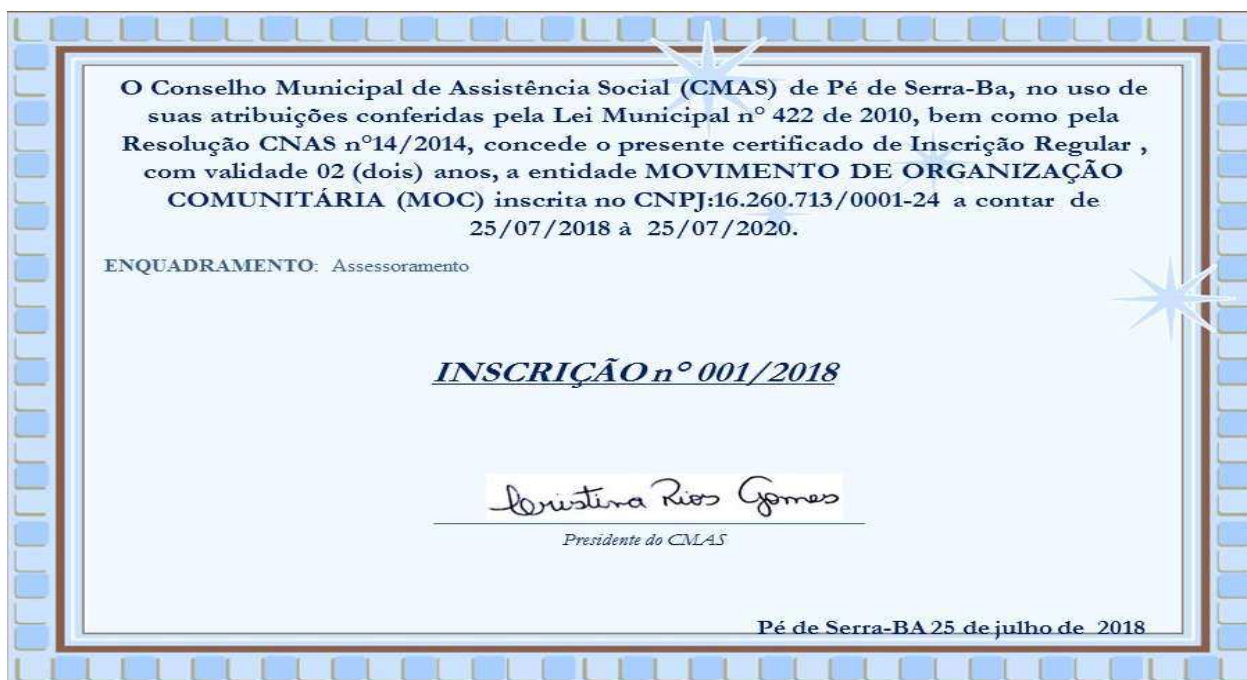 O Conselho Municipal de Assistência Social (CMAS) de Pé de Serra-Ba, no uso de
suas atribuições conferidas pela Lei Municipal n° 422 de 2010, bem como pela
Resolução CNAS n°14/2014, concede o presente certificado de Inscrição Regular ,
com validade 02 (dois) anos, a entidade MOVIMENTO DE ORGANIZAÇÃO
COMUNITÁRIA (MOC) inscrita no CNPJ:16.260.713/0001-24 a contar de
25/07/2018 à 25/07/2020.
ENQUADRAMENTO: Assessoramento
INSCRIÇÃO n° 001/2018
Cristina Rios Gomes
Presidente do CMAS
Pé de Serra-BA 25 de julho de 2018